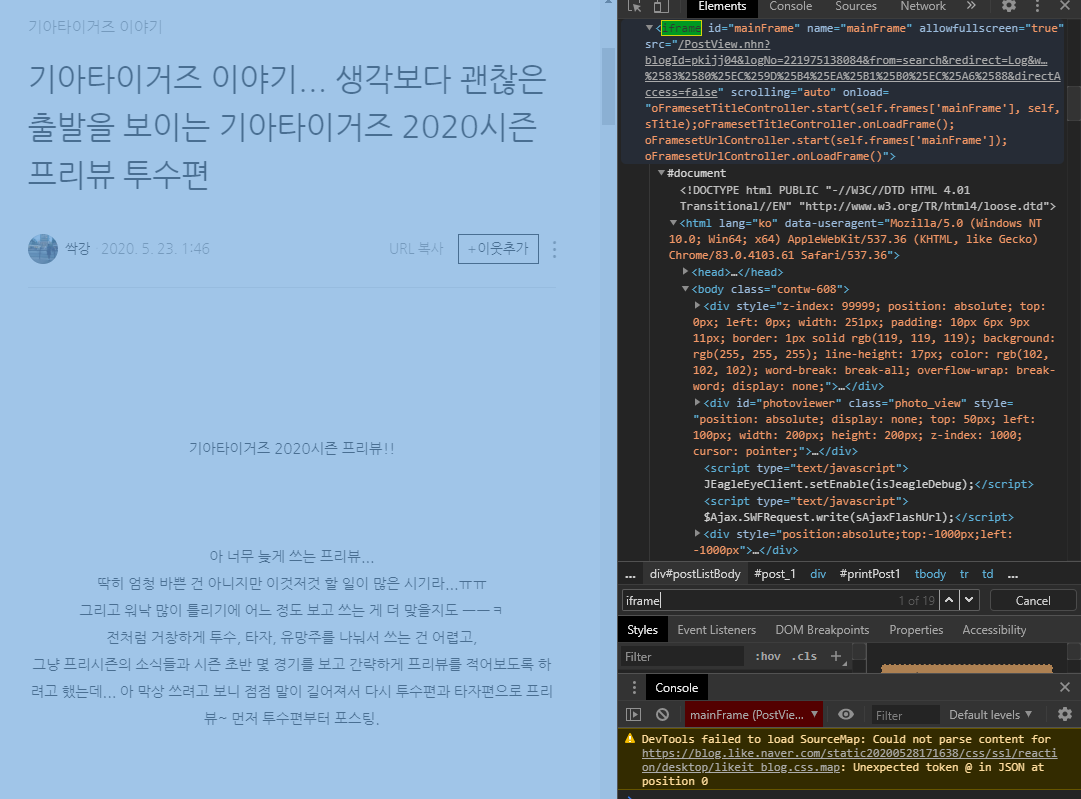 기아타이거즈 이야기
기아타이거즈 이야기... 생각보다 괜찮은
출발을 보이는 기아타이거즈 2020시즌
프리뷰 투수편
싹강 · 2020. 5. 23. 1:46
URL 복사
+이웃추가
기아타이거즈 2020시즌 프리뷰!!
아 너무 늦게 쓰는 프리뷰...
딱히 엄청 바쁜 건 아니지만 이것저것 할 일이 많은 시기라...ㅠㅠ
그리고 워낙 많이 틀리기에 어느 정도 보고 쓰는 게 더 맞을지도 ㅡㅡㅋ
전처럼 거창하게 투수, 타자, 유망주를 나눠서 쓰는 건 어렵고,
그냥 프리시즌의 소식들과 시즌 초반 몇 경기를 보고 간략하게 프리뷰를 적어보도록 하
려고 했는데... 아 막상 쓰려고 보니 점점 말이 길어져서 다시 투수편과 타자편으로 프리
뷰~ 먼저 투수편부터 포스팅.
Elements Console Sources Network »
<iframe id="mainFrame" name="mainFrame" allowfullscreen="true"
src="/PostView.nhn?
blogId=pkijj04&logNo=221975138084&from=search&redirect=Log&w…
%2583%2580%25EC%259D%25B4%25EA%25B1%25B0%25EC%25A6%2588&directA
ccess=false" scrolling="auto" onload=
"oFramesetTitleController.start(self.frames['mainFrame'], self,
sTitle);oFramesetTitleController.onLoadFrame();
oFramesetUrlController.start(self.frames['mainFrame']);
oFramesetUrlController.onLoadFrame()">
#document
<!DOCTYPE html PUBLIC "-//W3C//DTD HTML 4.01
Transitional//EN" "http://www.w3.org/TR/html4/loose.dtd">
<html lang="ko" data-useragent="Mozilla/5.0 (Windows NT
10.0; Win64; x64) AppleWebKit/537.36 (KHTML, like Gecko)
Chrome/83.0.4103.61 Safari/537.36">
<head>…</head>
<body class="contw-608">
<div style="z-index: 99999; position: absolute; top:
0px; left: 0px; width: 251px; padding: 10px 6px 9px
11px; border: 1px solid rgb(119, 119, 119); background:
rgb(255, 255, 255); line-height: 17px; color: rgb(102,
102, 102); word-break: break-all; overflow-wrap: break-
word; display: none;">…</div>
<div id="photoviewer" class="photo_view" style=
"position: absolute; display: none; top: 50px; left:
100px; width: 200px; height: 200px; z-index: 1000;
cursor: pointer;">…</div>
<script type="text/javascript">
JEagleEyeClient.setEnable(isJeagleDebug);</script>
<script type="text/javascript">
$Ajax.SWFRequest.write(sAjaxFlashUrl);</script>
<div style="position:absolute;top:-1000px;left:
-1000px">…</div>
... div#postListBody #post_1 div #printPost1 tbody tr td ...
iframe 1 of 19 Cancel
Styles Event Listeners DOM Breakpoints Properties Accessibility
Filter :hov .cls +
Console
mainFrame (PostVie… ▼ Filter Default levels ▼
DevTools failed to load SourceMap: Could not parse content for
https://blog.like.naver.com/static20200528171638/css/ssl/reacti
on/desktop/likeit_blog.css.map: Unexpected token @ in JSON at
position 0